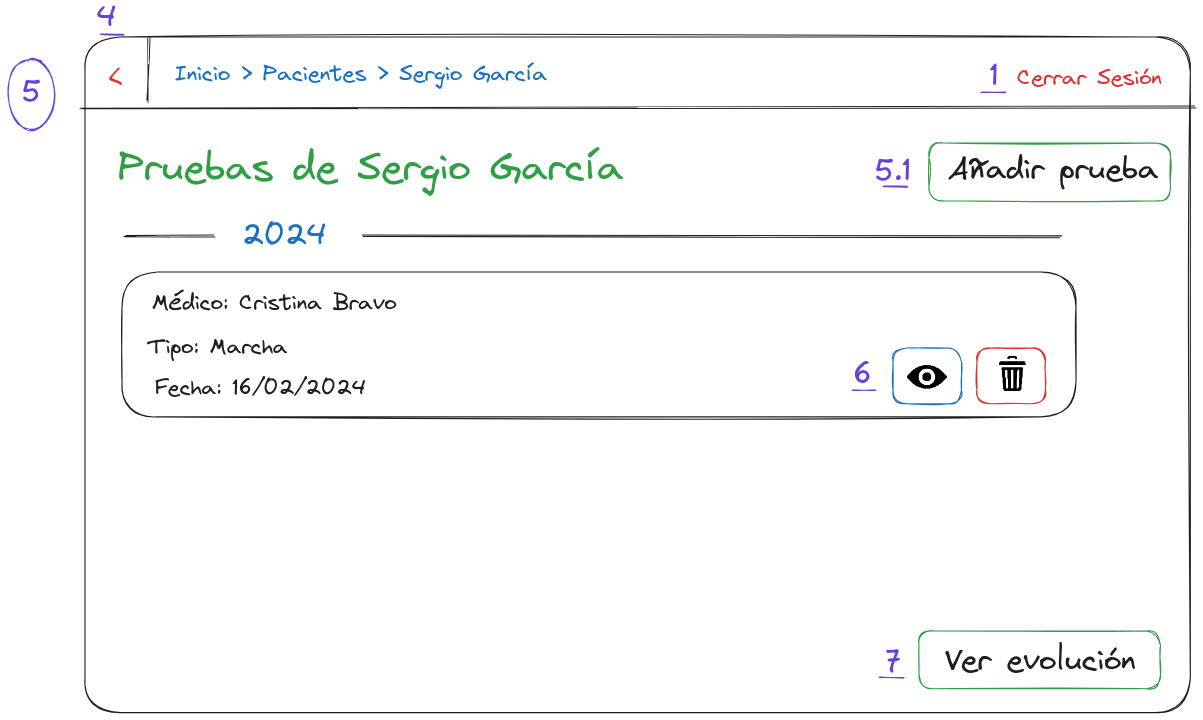 4
5
< Inicio > Pacientes > Sergio García
1 Cerrar Sesión
Pruebas de Sergio García
5.1 Añadir prueba
2024
Médico: Cristina Bravo
Tipo: Marcha
Fecha: 16/02/2024
6
7 Ver evolución